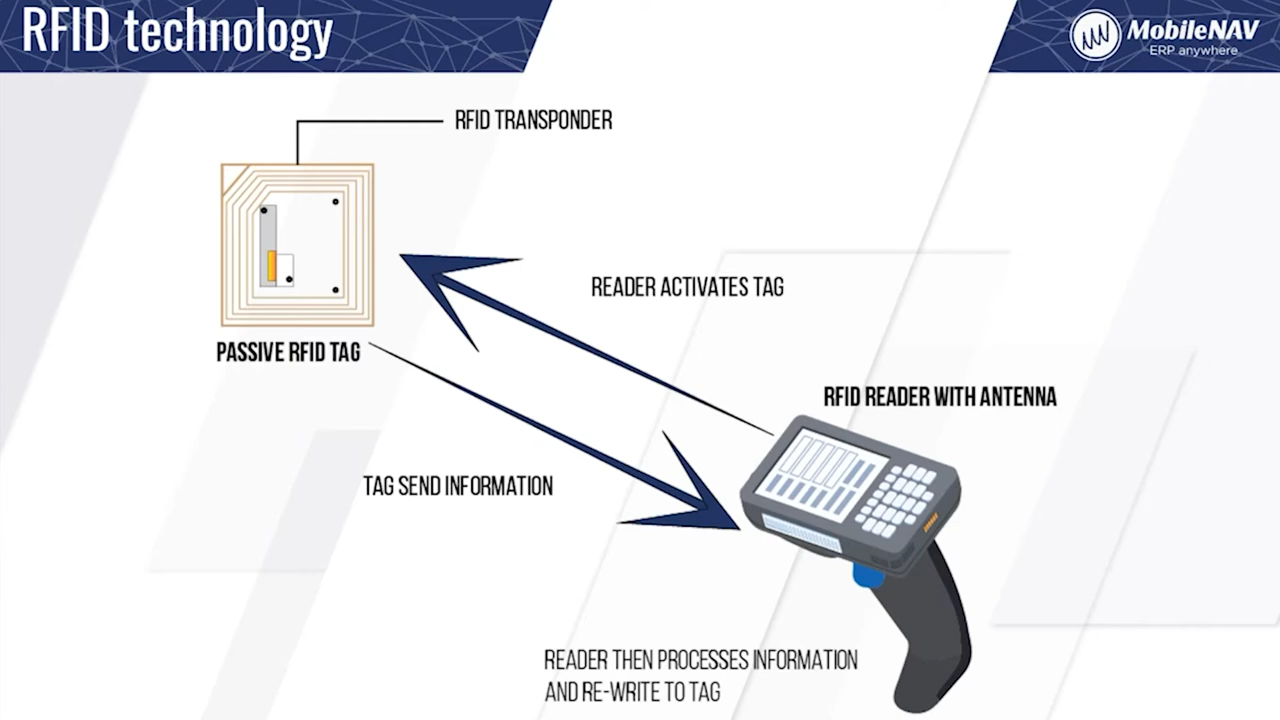 RFID technology
MobileNAV
ERP anywhere.
RFID TRANSPONDER
READER ACTIVATES TAG
PASSIVE RFID TAG
RFID READER WITH ANTENNA
TAG SEND INFORMATION
READER THEN PROCESSES INFORMATION
AND RE-WRITE TO TAG